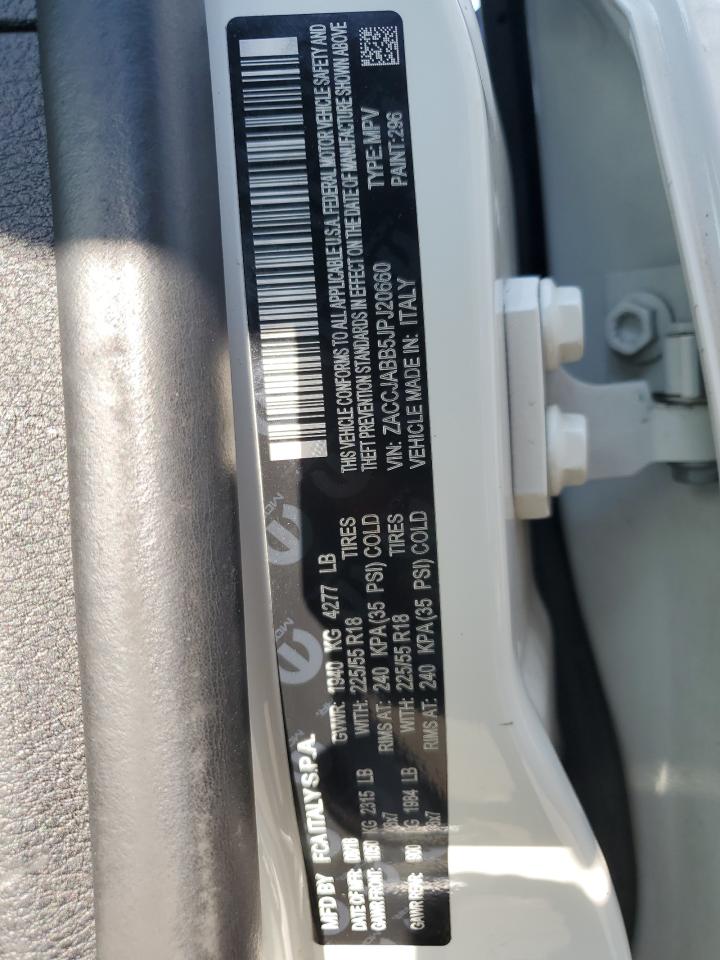 MFD BY FCA ITALY S.P.A.
GVWR: 1940 KG 4277 LB
DATE OF MFR:
WITH: 225/55 R18 TIRES
GAWR FRONT: KG 2315 LB
RIMS AT: 240 KPA(35 PSI) COLD
WITH: 225/55 R18 TIRES
GAWR REAR: 900 KG 1984 LB
RIMS AT: 240 KPA(35 PSI) COLD
THIS VEHICLE CONFORMS TO ALL APPLICABLE U.S.A. FEDERAL MOTOR VEHICLE SAFETY AND
THEFT PREVENTION STANDARDS IN EFFECT ON THE DATE OF MANUFACTURE SHOWN ABOVE
VIN: ZACCJABB5JPJ20660 TYPE: MPV
VEHICLE MADE IN: ITALY PAINT: 296